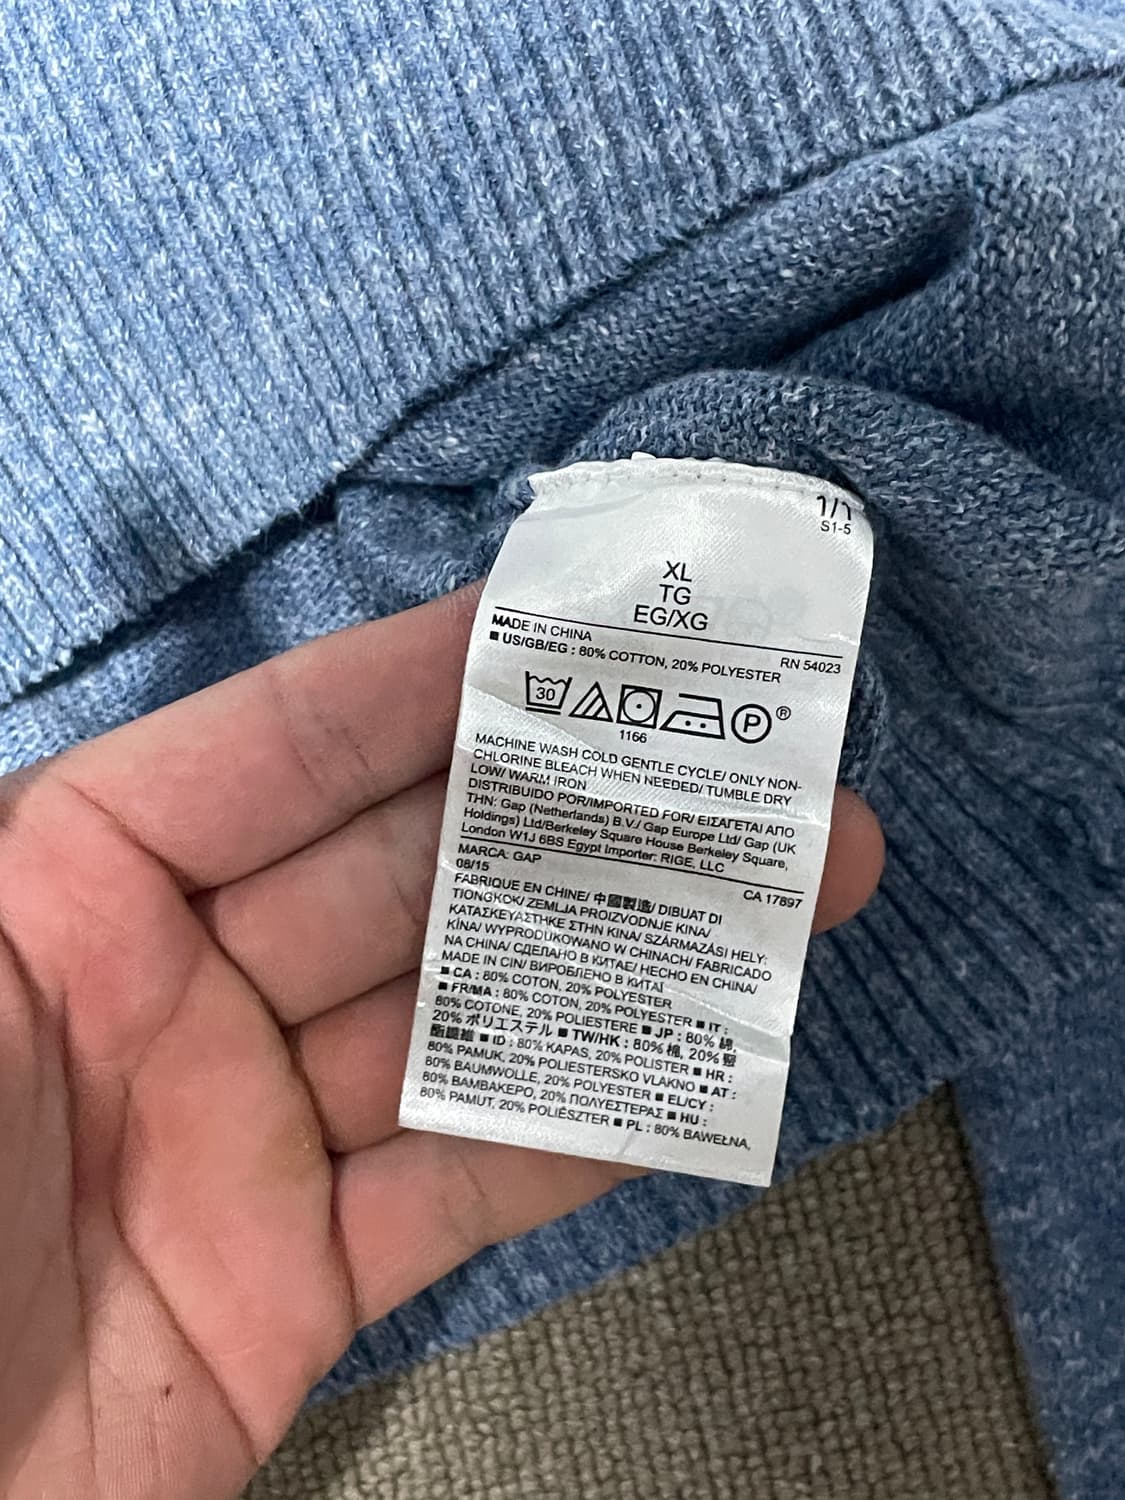 1/1
S1-5
XL
TG
EG/XG
MADE IN CHINA RN 54023
■ US/GB/EG : 80% COTTON, 20% POLYESTER
30 P ®
1166
MACHINE WASH COLD GENTLE CYCLE/ ONLY NON-
CHLORINE BLEACH WHEN NEEDED/ TUMBLE DRY
LOW/ WARM IRON
DISTRIBUIDO POR/IMPORTED FOR/ ΕΙΣΑΓΕΤΑΙ ΑΠΟ
THN: Gap (Netherlands) B.V./ Gap Europe Ltd/ Gap (UK
Holdings) Ltd/Berkeley Square House Berkeley Square,
London W1J 6BS Egypt Importer: RIGE, LLC
MARCA: GAP CA 17897
08/15
FABRIQUE EN CHINE/ 中國製造/ DIBUAT DI
TIONGKOK/ ZEMLJA PROIZVODNJE KINA/
ΚΑΤΑΣΚΕΥΑΣΤΗΚΕ ΣΤΗΝ ΚΙΝΑ/ SZÁRMAZÁSI HELY:
KÍNA/ WYPRODUKOWANO W CHINACH/ FABRICADO
NA CHINA/ СДЕЛАНО В КИТАЕ/ HECHO EN CHINA/
MADE IN CIN/ ВИРОБЛЕНО В КИТАЇ
■ CA : 80% COTON, 20% POLYESTER
■ FR/MA : 80% COTON, 20% POLYESTER ■ IT :
80% COTONE, 20% POLIESTERE ■ JP : 80% 綿,
20% ポリエステル ■ TW/HK : 80% 棉, 20% 聚
酯纖維 ■ ID : 80% KAPAS, 20% POLISTER ■ HR :
80% PAMUK, 20% POLIESTERSKO VLAKNO ■ AT :
80% BAUMWOLLE, 20% POLYESTER ■ EL/CY :
80% ΒΑΜΒΑΚΕΡΟ, 20% ΠΟΛΥΕΣΤΕΡΑΣ ■ HU :
80% PAMUT, 20% POLIÉSZTER ■ PL : 80% BAWEŁNA,